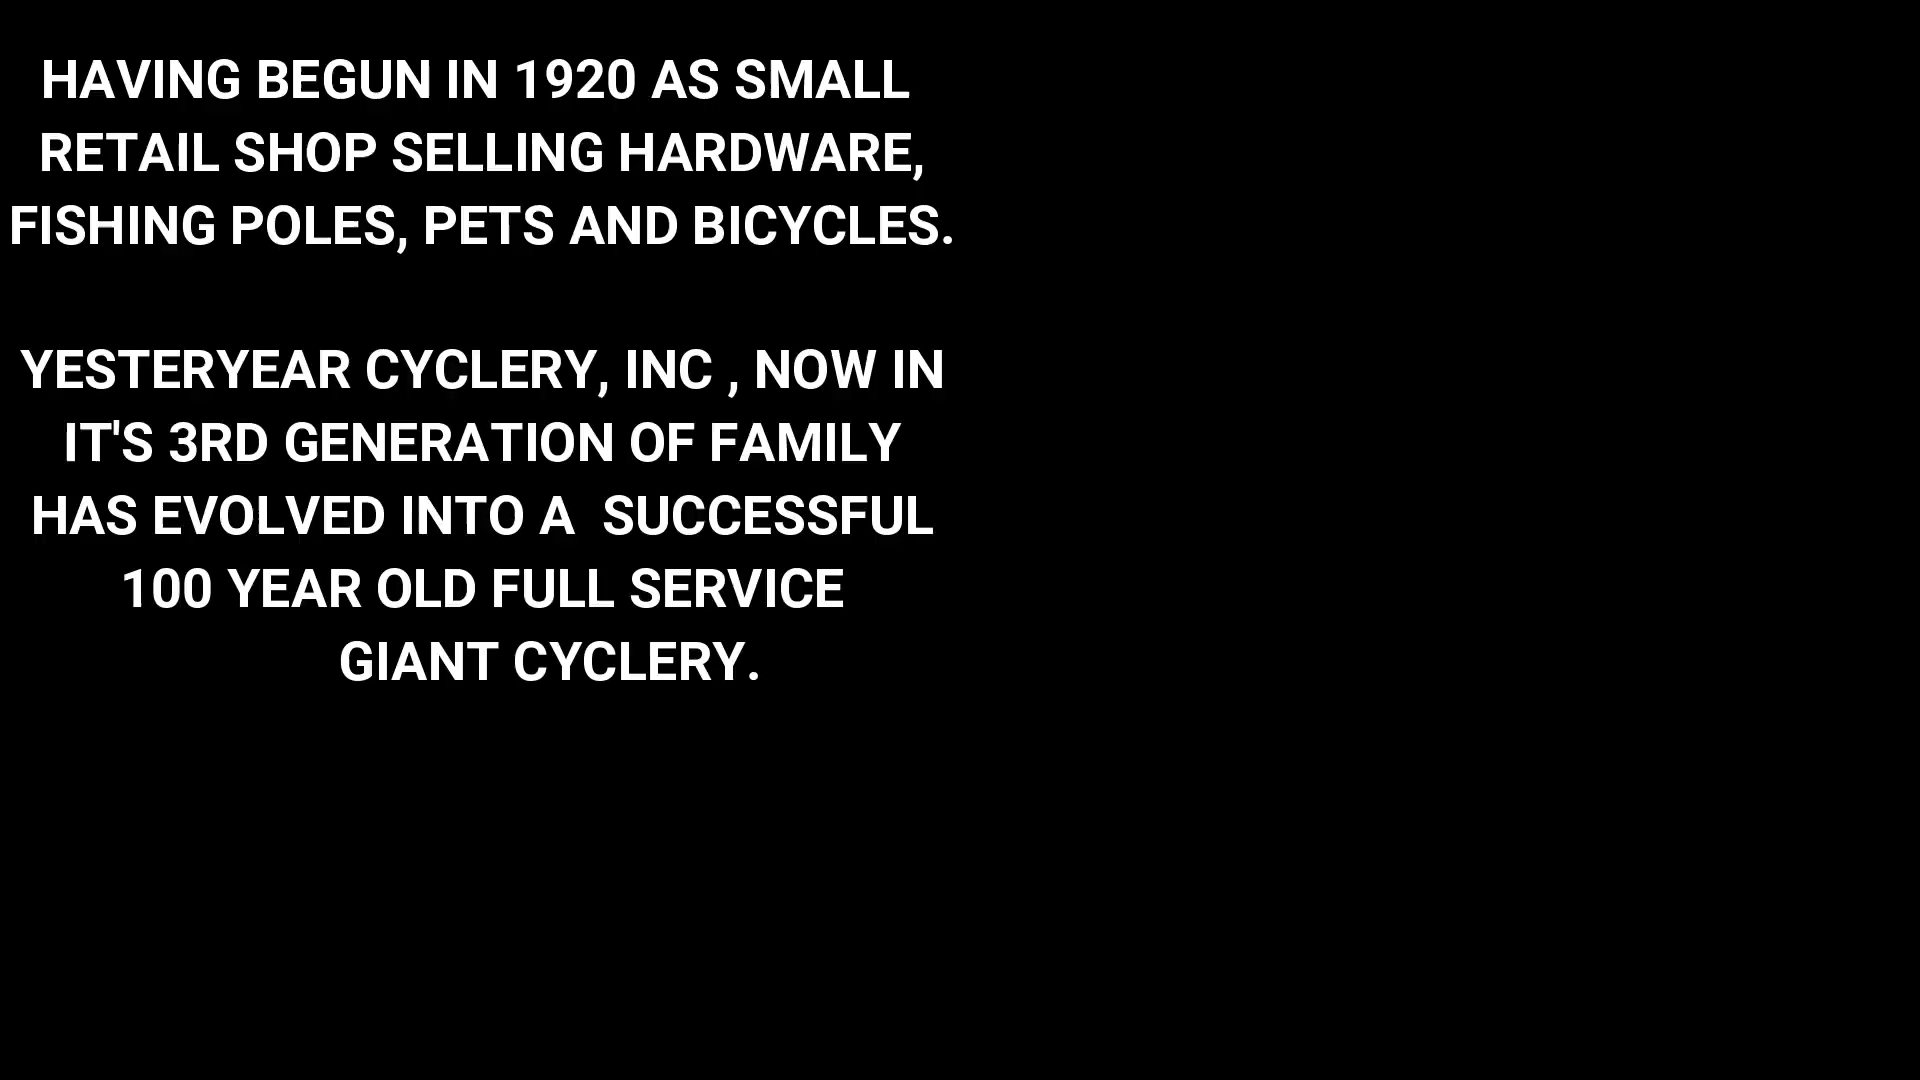 HAVING BEGUN IN 1920 AS SMALL
RETAIL SHOP SELLING HARDWARE,
FISHING POLES, PETS AND BICYCLES.
YESTERYEAR CYCLERY, INC , NOW IN
IT'S 3RD GENERATION OF FAMILY
HAS EVOLVED INTO A  SUCCESSFUL
100 YEAR OLD FULL SERVICE
GIANT CYCLERY.